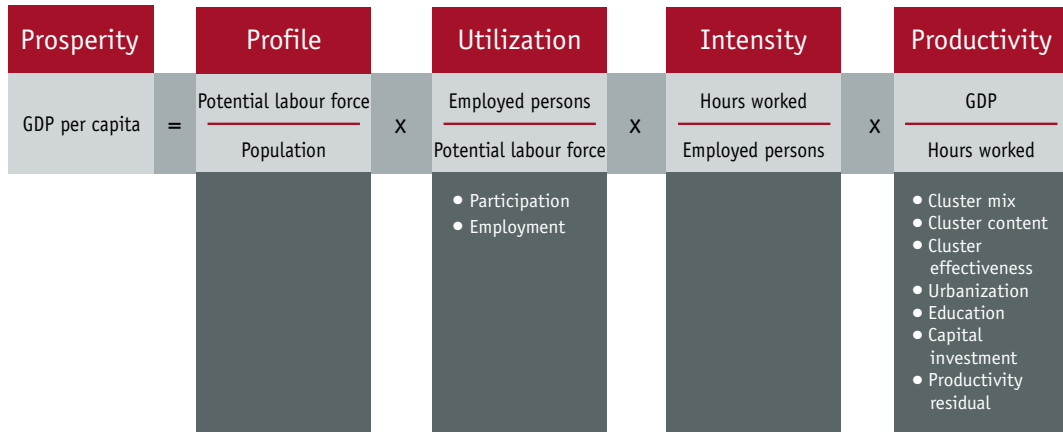 Prosperity
Profile
Utilization
Intensity
Productivity
GDP per capita
=
Potential labour force
Population
x
Employed persons
Potential labour force
x
Hours worked
Employed persons
x
GDP
Hours worked
• Participation
• Employment
• Cluster mix
• Cluster content
• Cluster
effectiveness
• Urbanization
• Education
• Capital
investment
• Productivity
residual